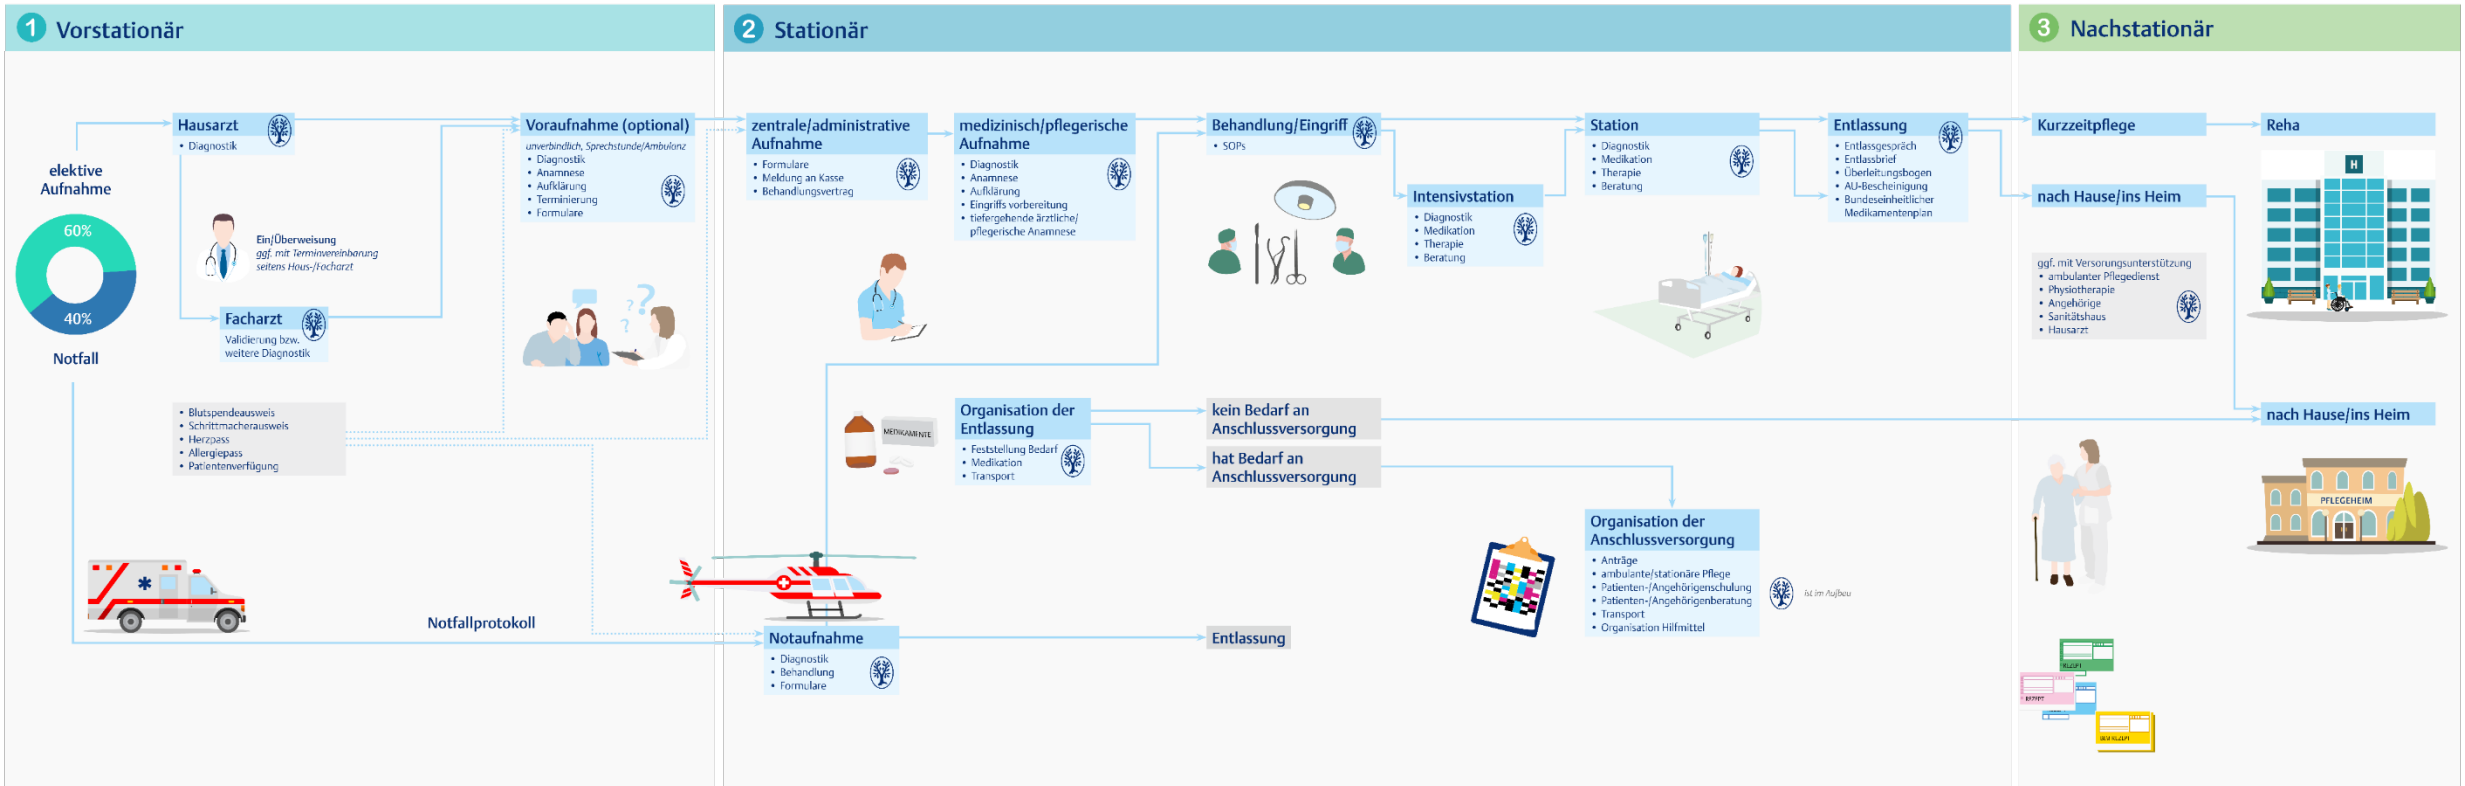 1 Vorstationär
elektive
Aufnahme
60%
40%
Notfall
Hausarzt
• Diagnostik
Ein/Überweisung
ggf. mit Terminvereinbarung
seitens Haus-/Facharzt
Facharzt
Validierung bzw.
weitere Diagnostik
• Blutspendeausweis
• Schrittmacherausweis
• Herzpass
• Allergiepass
• Patientenverfügung
Voraufnahme (optional)
unverbindlich, Sprechstunde/Ambulanz
• Diagnostik
• Anamnese
• Aufklärung
• Terminierung
• Formulare
? ? ?
Notfallprotokoll
2 Stationär
zentrale/administrative
Aufnahme
• Formulare
• Meldung an Kasse
• Behandlungsvertrag
medizinisch/pflegerische
Aufnahme
• Diagnostik
• Anamnese
• Aufklärung
• Eingriffs vorbereitung
• tiefergehende ärztliche/
pflegerische Anamnese
Behandlung/Eingriff
• SOPs
Intensivstation
• Diagnostik
• Medikation
• Therapie
• Beratung
Station
• Diagnostik
• Medikation
• Therapie
• Beratung
Entlassung
• Entlassgespräch
• Entlassbrief
• Überleitungsbogen
• AU-Bescheinigung
• Bundeseinheitlicher
Medikamentenplan
MEDIKAMENTE
Organisation der
Entlassung
• Feststellung Bedarf
• Medikation
• Transport
kein Bedarf an
Anschlussversorgung
hat Bedarf an
Anschlussversorgung
Organisation der
Anschlussversorgung
• Anträge
• ambulante/stationäre Pflege
• Patienten-/Angehörigenschulung
• Patienten-/Angehörigenberatung
• Transport
• Organisation Hilfmittel
ist im Aufbau
Notaufnahme
• Diagnostik
• Behandlung
• Formulare
Entlassung
3 Nachstationär
Kurzzeitpflege
Reha
H
nach Hause/ins Heim
ggf. mit Versorungsunterstützung
• ambulanter Pflegedienst
• Physiotherapie
• Angehörige
• Sanitätshaus
• Hausarzt
nach Hause/ins Heim
PFLEGEHEIM
REZEPT
REZEPT